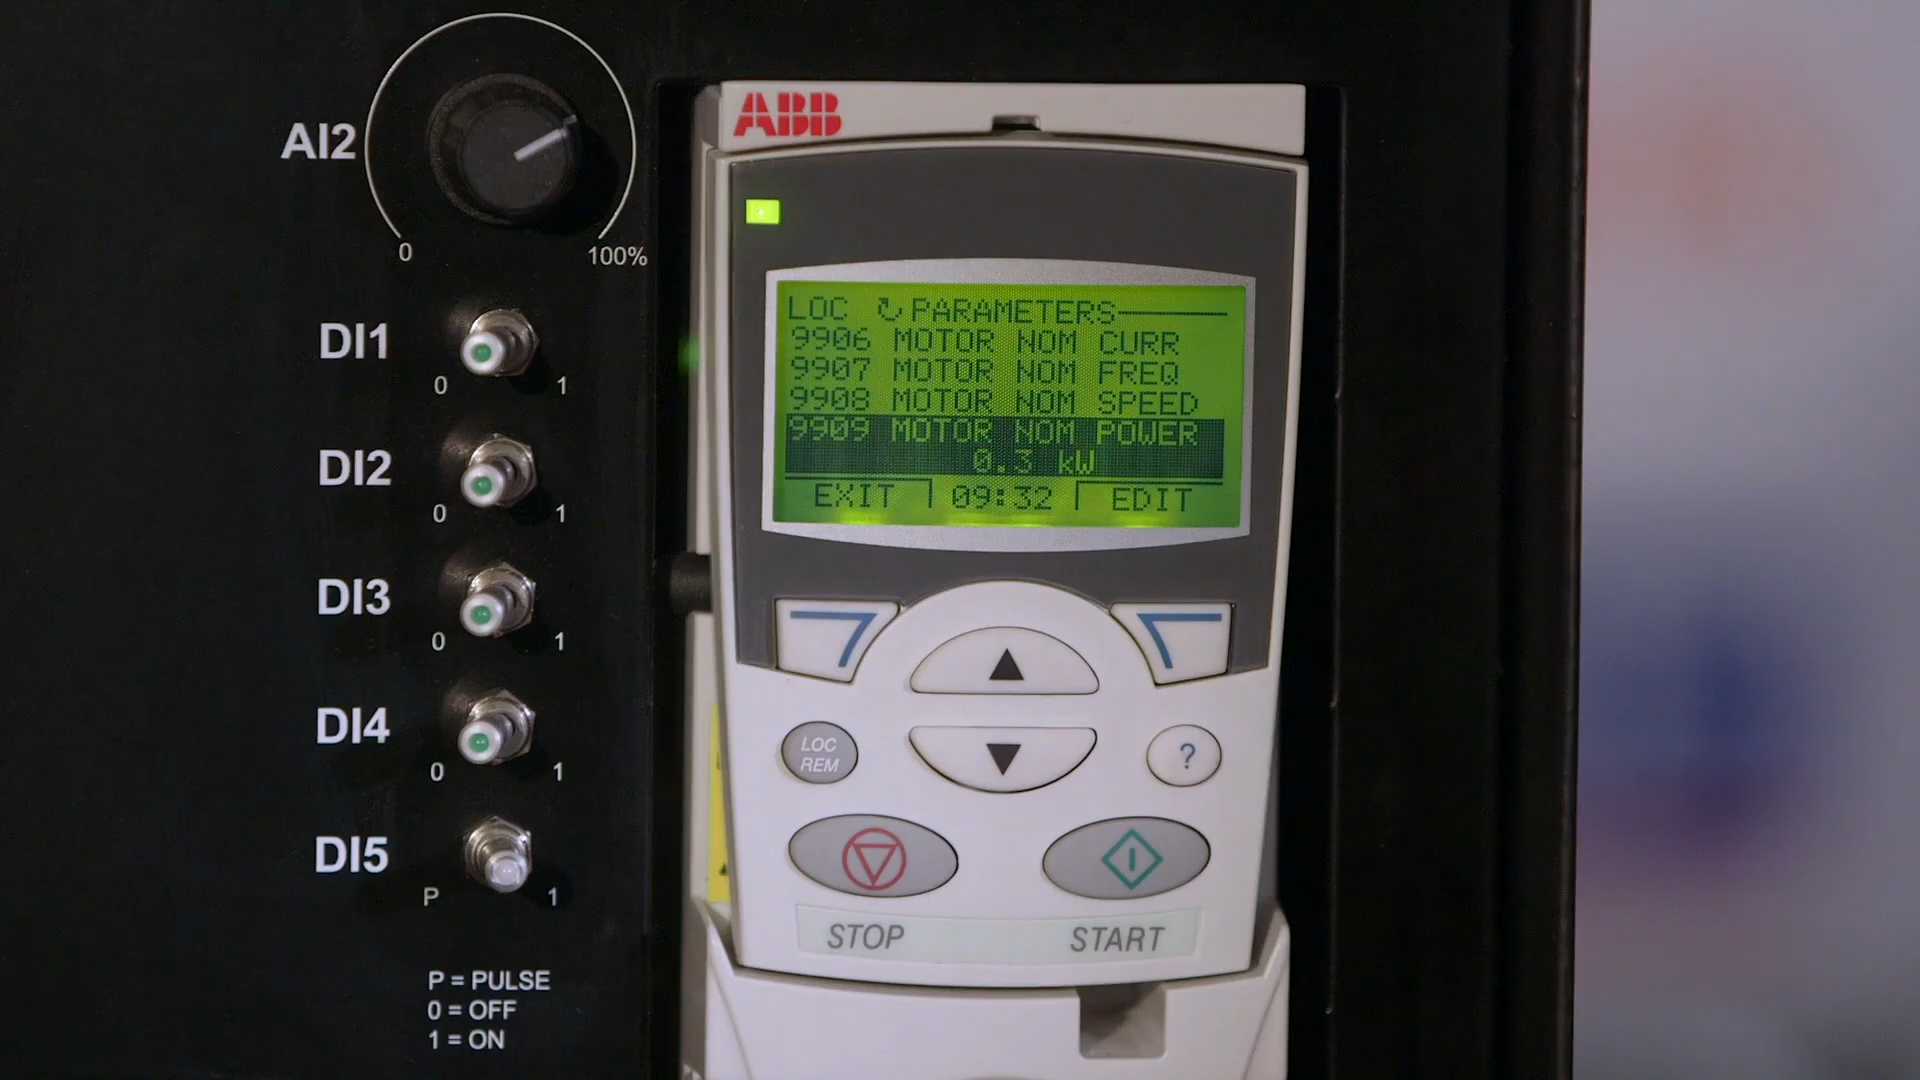 AI2
0
100%
DI1
0 1
DI2
0 1
DI3
0 1
DI4
0 1
DI5
P 1
P = PULSE
0 = OFF
1 = ON
ABB
LOC ↻PARAMETERS
9906 MOTOR NOM CURR
9907 MOTOR NOM FREQ
9908 MOTOR NOM SPEED
9909 MOTOR NOM POWER
0.3 kW
EXIT 09:32 EDIT
LOC
REM
?
STOP START